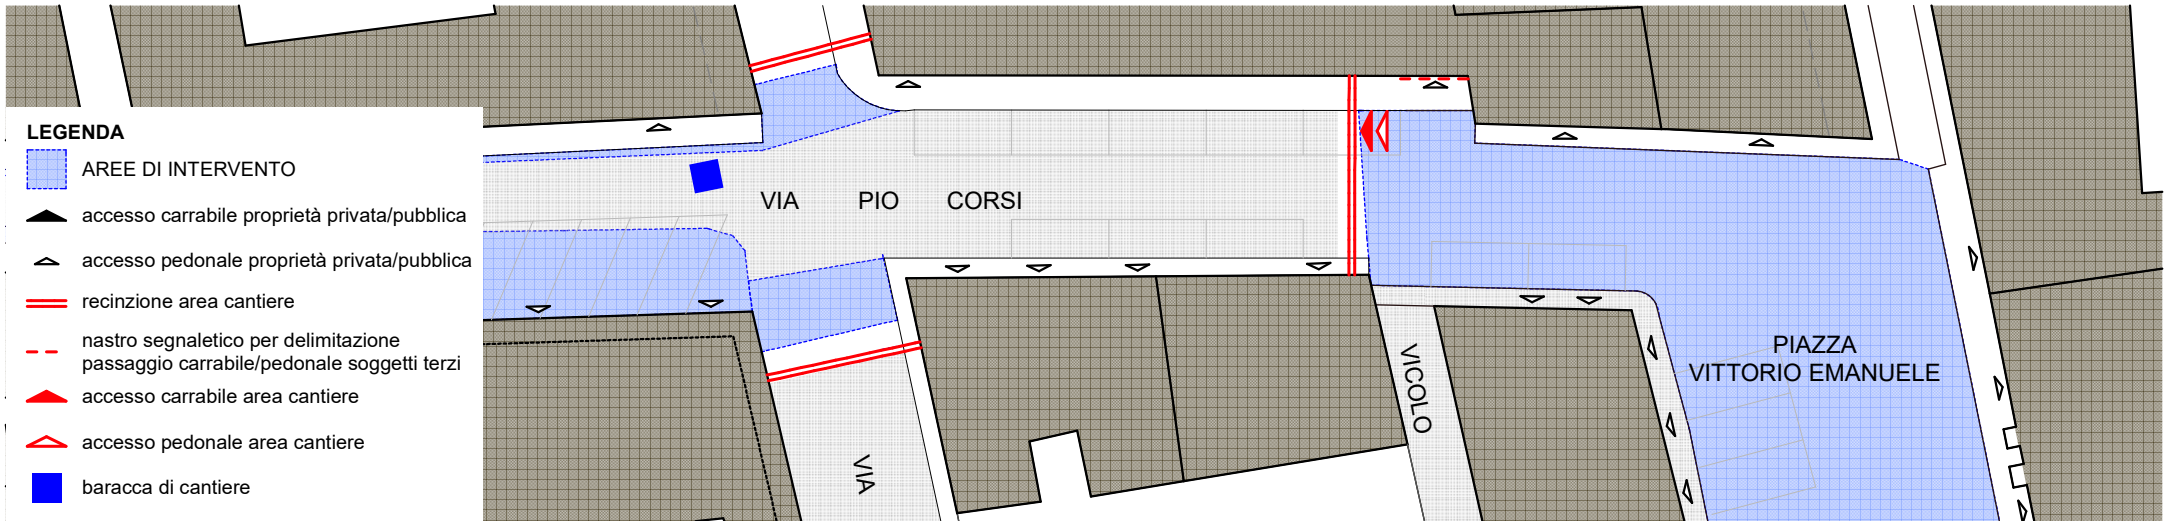 LEGENDA
AREE DI INTERVENTO
accesso carrabile proprietà privata/pubblica
accesso pedonale proprietà privata/pubblica
recinzione area cantiere
nastro segnaletico per delimitazione
passaggio carrabile/pedonale soggetti terzi
accesso carrabile area cantiere
accesso pedonale area cantiere
baracca di cantiere
VIA PIO CORSI
VIA
VICOLO
PIAZZA
VITTORIO EMANUELE